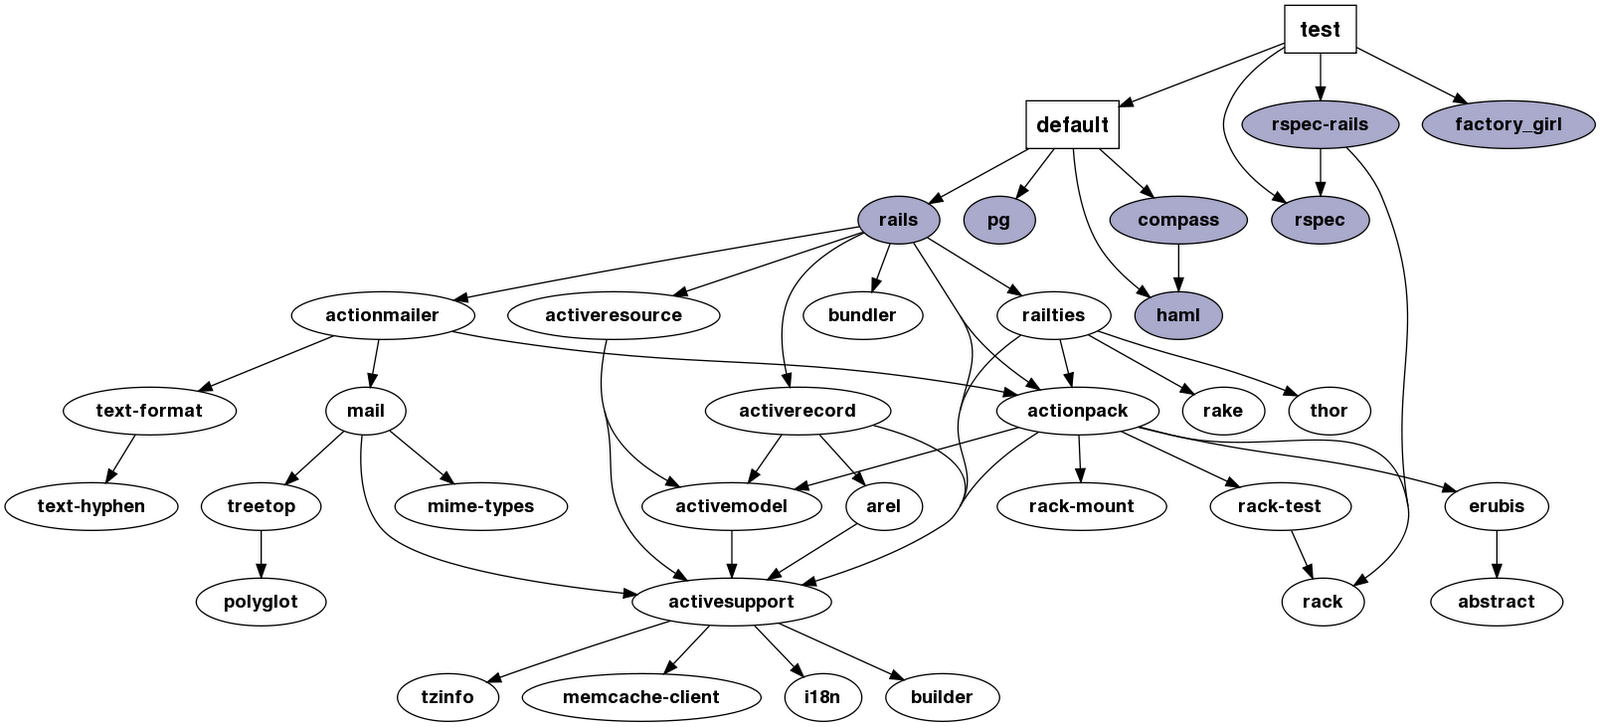 test
default
rspec-rails
factory_girl
rails
pg
compass
rspec
actionmailer
activeresource
bundler
railties
haml
text-format
mail
activerecord
actionpack
rake
thor
text-hyphen
treetop
mime-types
activemodel
arel
rack-mount
rack-test
erubis
polyglot
activesupport
rack
abstract
tzinfo
memcache-client
i18n
builder